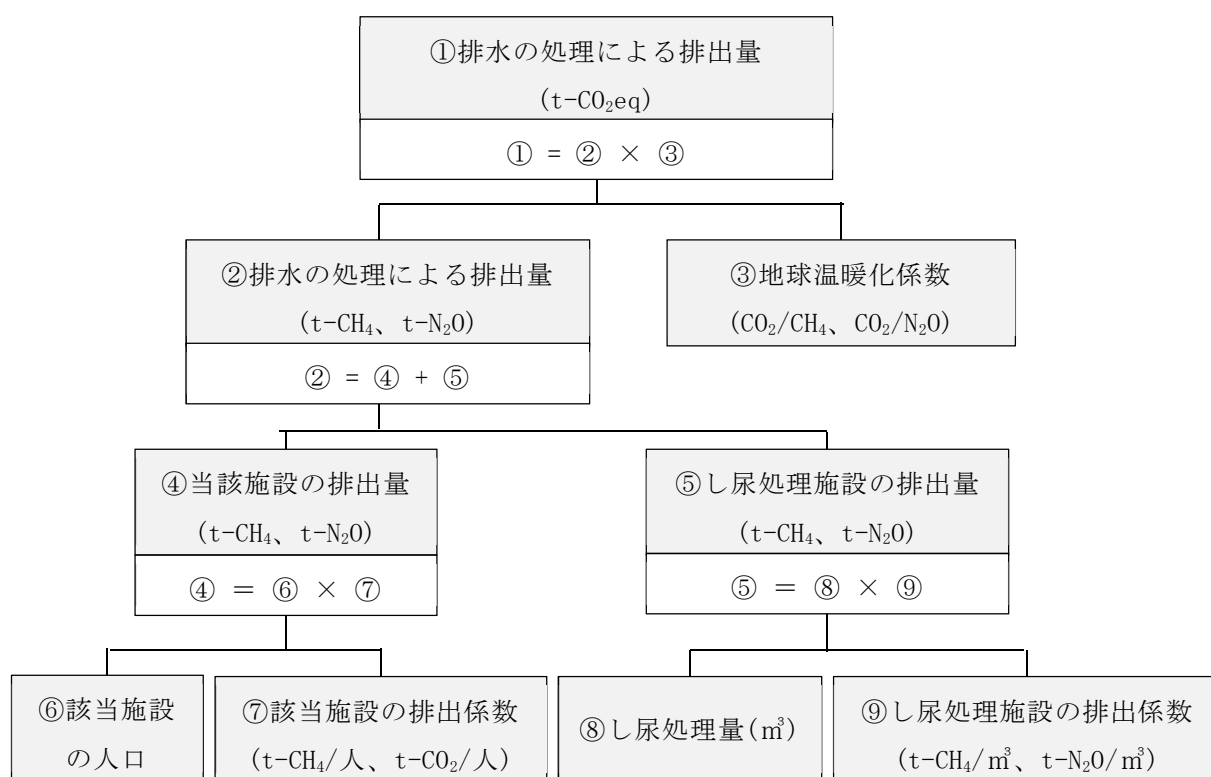 ①排水の処理による排出量
(t-CO₂eq)
① = ② × ③
②排水の処理による排出量
(t-CH₄、t-N₂O)
② = ④ + ⑤
③地球温暖化係数
(CO₂/CH₄、CO₂/N₂O)
④当該施設の排出量
(t-CH₄、t-N₂O)
④ = ⑥ × ⑦
⑤し尿処理施設の排出量
(t-CH₄、t-N₂O)
⑤ = ⑧ × ⑨
⑥該当施設
の人口
⑦該当施設の排出係数
(t-CH₄/人、t-CO₂/人)
⑧し尿処理量(㎥)
⑨し尿処理施設の排出係数
(t-CH₄/㎥、t-N₂O/㎥)